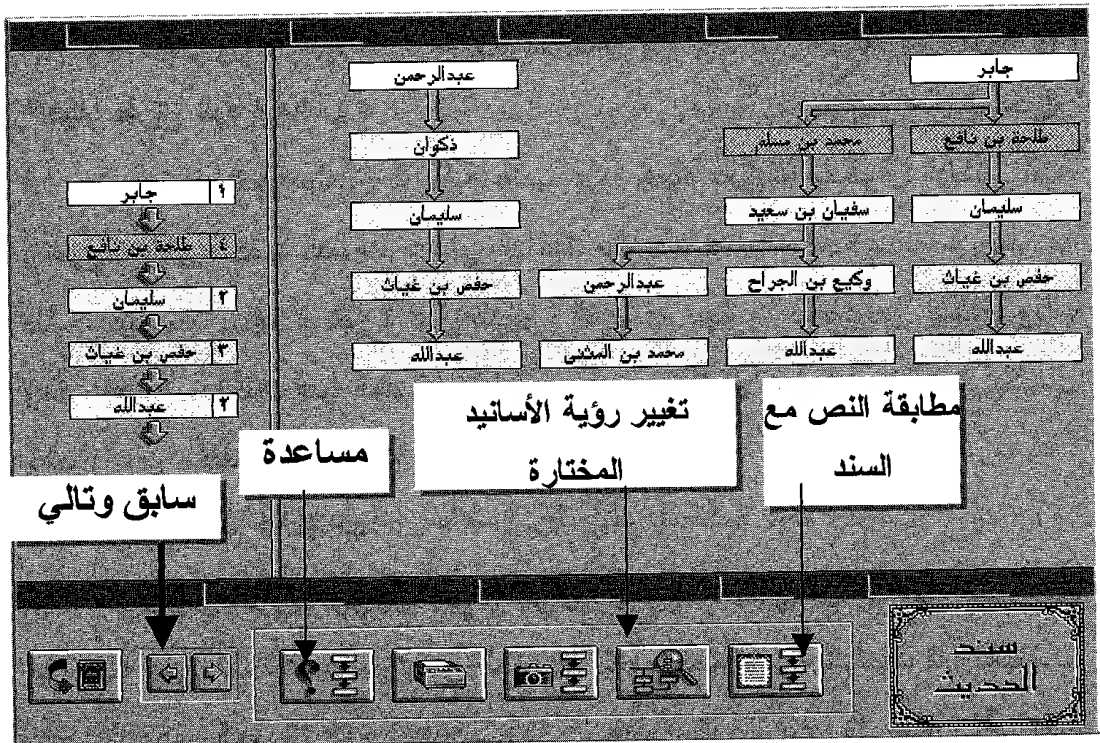 جابر
عبدالرحمن
طلحة بن نافع
محمد بن مسلم
ذكوان
سليمان
سفيان بن سعيد
سليمان
حفص بن غياث
وكيع بن الجراح
عبدالرحمن
حفص بن غياث
عبدالله
عبدالله
محمد بن المثنى
عبدالله
١ جابر
٤ طلحة بن نافع
٢ سليمان
٣ حفص بن غياث
٢ عبدالله
مطابقة النص مع
السند
تغيير رؤية الأسانيد
المختارة
مساعدة
سابق وتالي
سند
الحديث